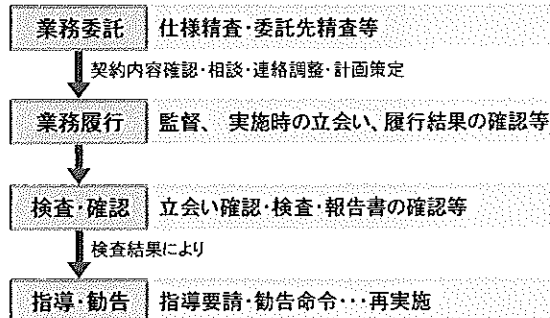 業務委託 仕様精査・委託先精査等
契約内容確認・相談・連絡調整・計画策定
業務履行 監督、実施時の立会い、履行結果の確認等
検査・確認 立会い確認・検査・報告書の確認等
検査結果により
指導・勧告 指導要請・勧告命令・・・再実施